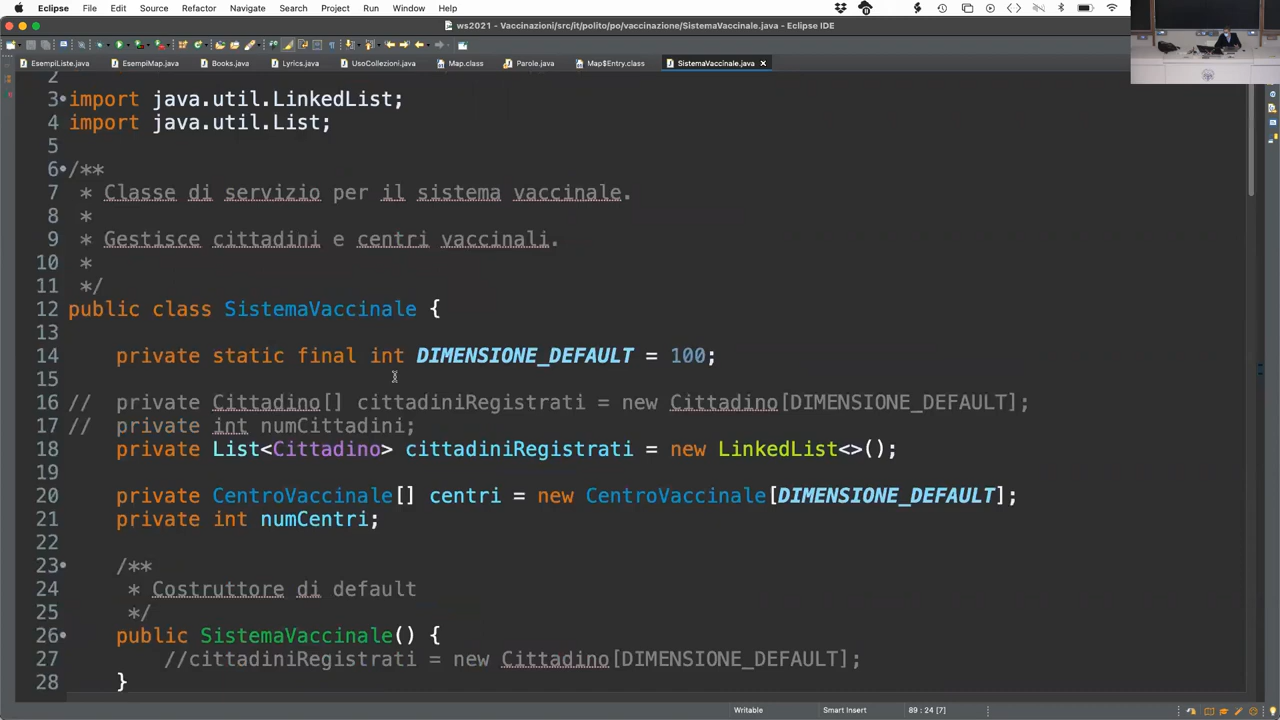 Eclipse File Edit Source Refactor Navigate Search Project Run Window Help
ws2021 - Vaccinazioni/src/it/polito/po/vaccinazione/SistemaVaccinale.java - Eclipse IDE
EsempiListe.java EsempiMap.java Books.java Lyrics.java UsoCollezioni.java Map.class Parole.java Map$Entry.class SistemaVaccinale.java
2
3 import java.util.LinkedList;
4 import java.util.List;
5
6 /**
7 * Classe di servizio per il sistema vaccinale.
8 *
9 * Gestisce cittadini e centri vaccinali.
10 *
11 */
12 public class SistemaVaccinale {
13
14 private static final int DIMENSIONE_DEFAULT = 100;
15
16 // private Cittadino[] cittadiniRegistrati = new Cittadino[DIMENSIONE_DEFAULT];
17 // private int numCittadini;
18 private List<Cittadino> cittadiniRegistrati = new LinkedList<>();
19
20 private CentroVaccinale[] centri = new CentroVaccinale[DIMENSIONE_DEFAULT];
21 private int numCentri;
22
23 /**
24 * Costruttore di default
25 */
26 public SistemaVaccinale() {
27 //cittadiniRegistrati = new Cittadino[DIMENSIONE_DEFAULT];
28 }
Writable Smart Insert 89 : 24 [7]